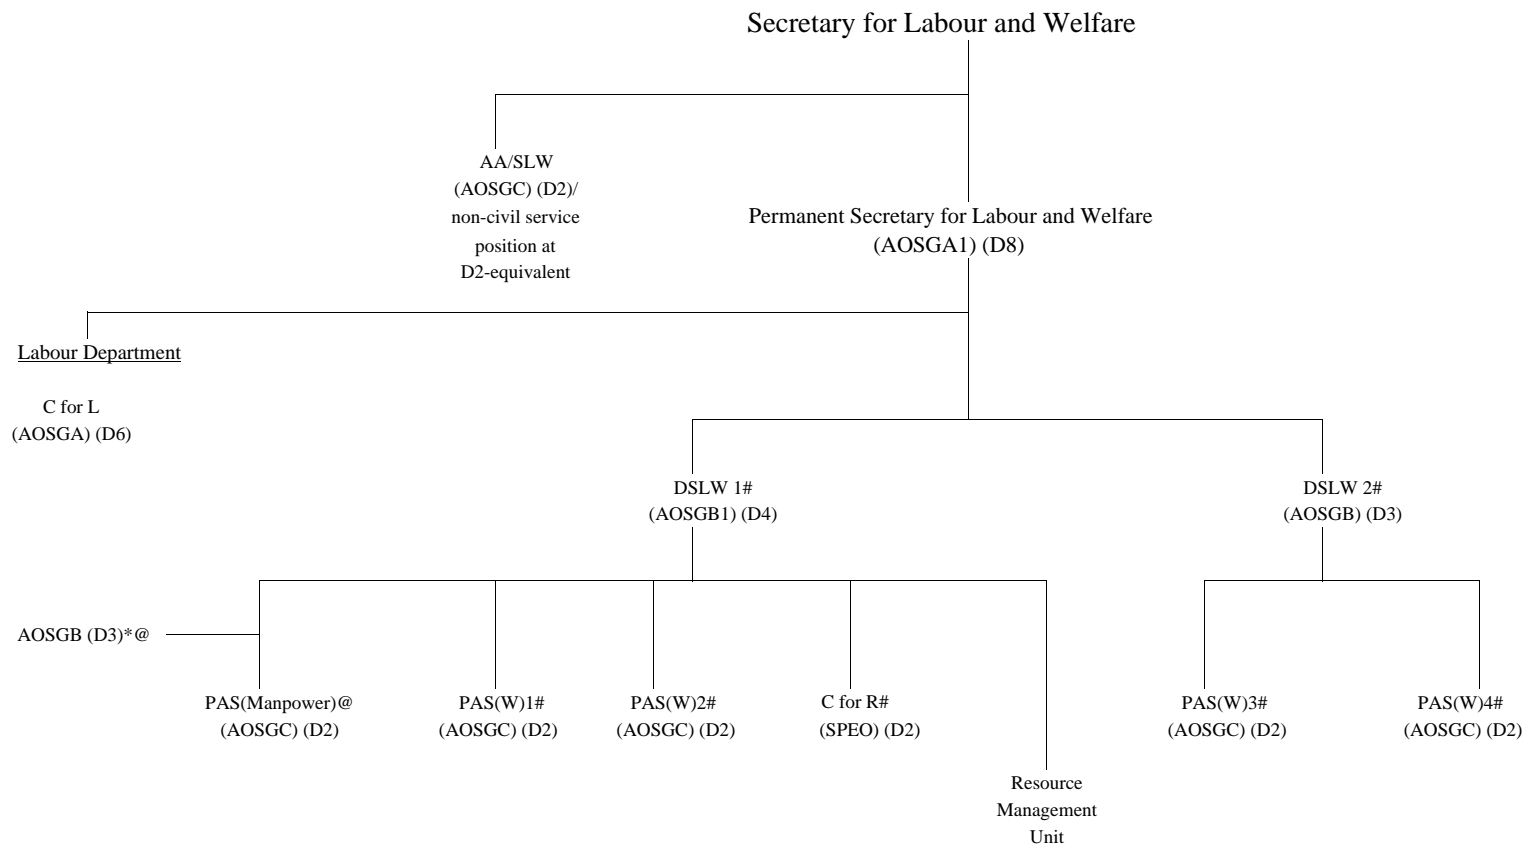 Secretary for Labour and Welfare
AA/SLW
(AOSGC) (D2)/
non-civil service
position at
D2-equivalent
Permanent Secretary for Labour and Welfare
(AOSGA1) (D8)
Labour Department
C for L
(AOSGA) (D6)
DSLW 1#
(AOSGB1) (D4)
DSLW 2#
(AOSGB) (D3)
AOSGB (D3)*@
PAS(Manpower)@
(AOSGC) (D2)
PAS(W)1#
(AOSGC) (D2)
PAS(W)2#
(AOSGC) (D2)
C for R#
(SPEO) (D2)
Resource
Management
Unit
PAS(W)3#
(AOSGC) (D2)
PAS(W)4#
(AOSGC) (D2)